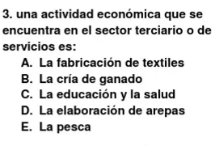 3. una actividad económica que se
encuentra en el sector terciario o de
servicios es:
A. La fabricación de textiles
B. La cría de ganado
C. La educación y la salud
D. La elaboración de arepas
E. La pesca